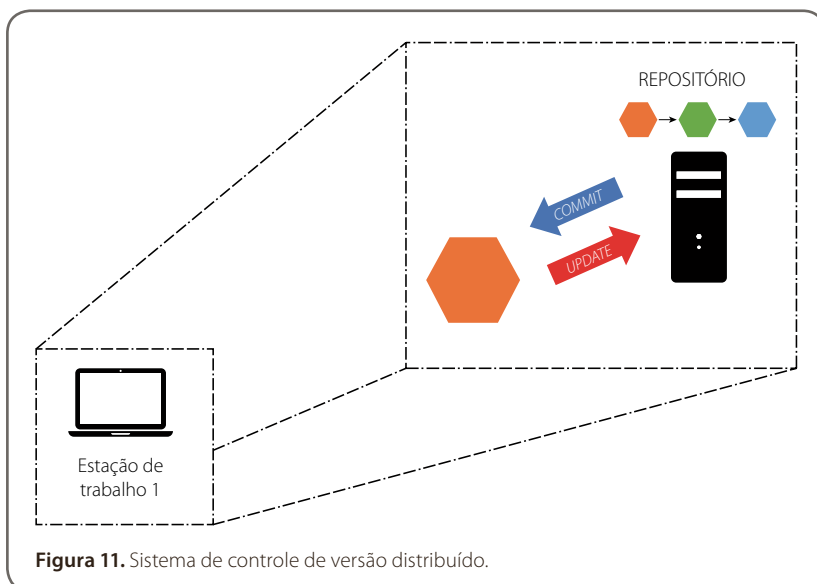 REPOSITÓRIO
COMMIT
UPDATE
Estação de
trabalho 1
Figura 11. Sistema de controle de versão distribuído.